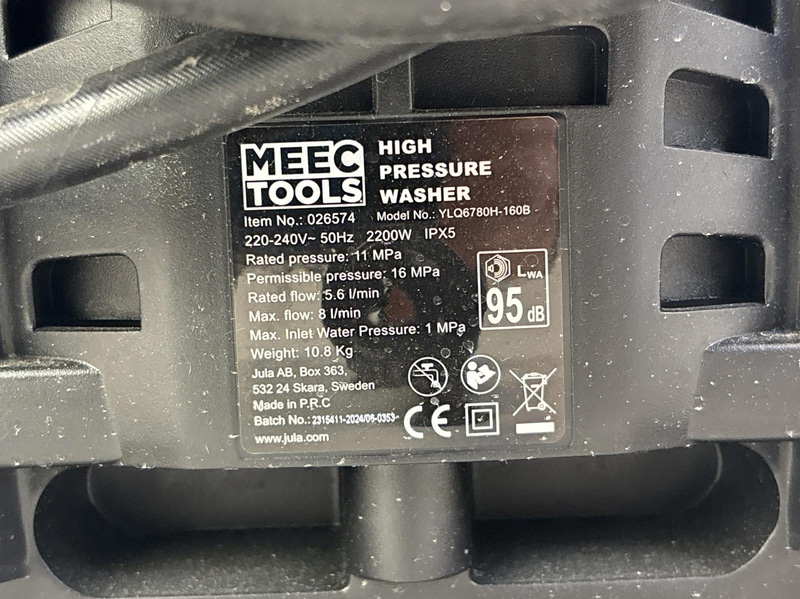 MEEC
TOOLS
HIGH
PRESSURE
WASHER
Item No.: 026574 Model No.: YLQ6780H-160B
220-240V~ 50Hz 2200W IPX5
Rated pressure: 11 MPa
Permissible pressure: 16 MPa
Rated flow: 5.6 l/min
Max. flow: 8 l/min
Max. Inlet Water Pressure: 1 MPa
Weight: 10.8 Kg
LWA
95 dB
Jula AB, Box 363,
532 24 Skara, Sweden
Made in P.R.C
Batch No.: 2315411-2024/06-0353
www.jula.com
CE